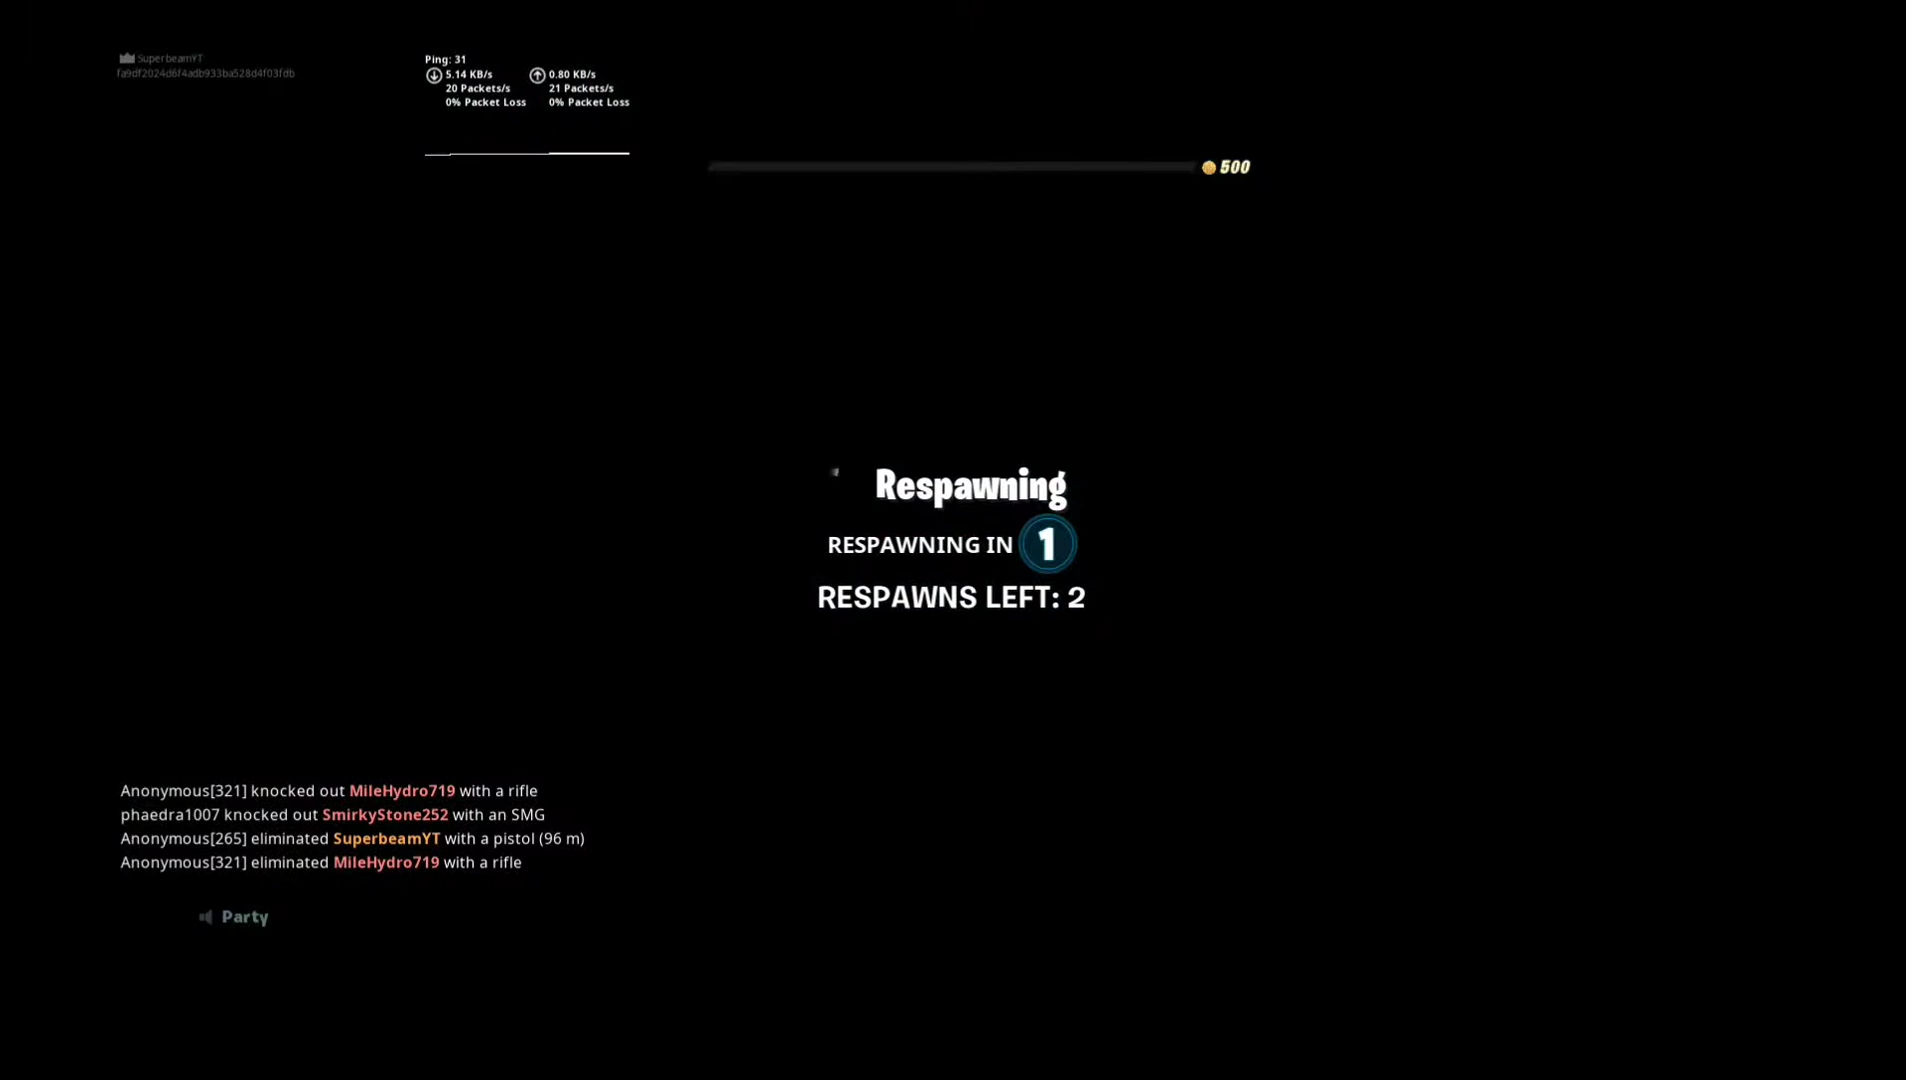 SuperbeamYT
fa9df2024d6f4adb933ba528d4f03fdb
Ping: 31
5.14 KB/s 0.80 KB/s
20 Packets/s 21 Packets/s
0% Packet Loss 0% Packet Loss
500
Respawning
RESPAWNING IN 1
RESPAWNS LEFT: 2
Anonymous[321] knocked out MileHydro719 with a rifle
phaedra1007 knocked out SmirkyStone252 with an SMG
Anonymous[265] eliminated SuperbeamYT with a pistol (96 m)
Anonymous[321] eliminated MileHydro719 with a rifle
Party